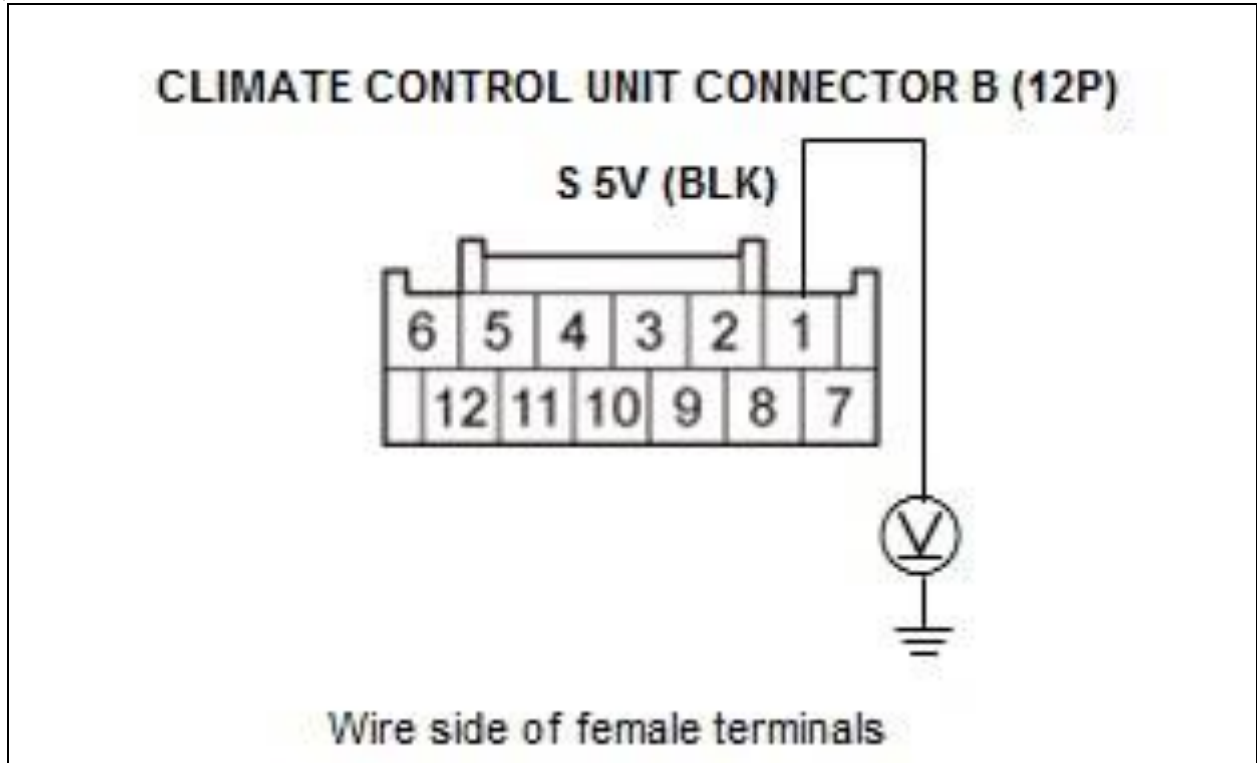 CLIMATE CONTROL UNIT CONNECTOR B (12P)
S 5V (BLK)
6 5 4 3 2 1
12 11 10 9 8 7
V
Wire side of female terminals